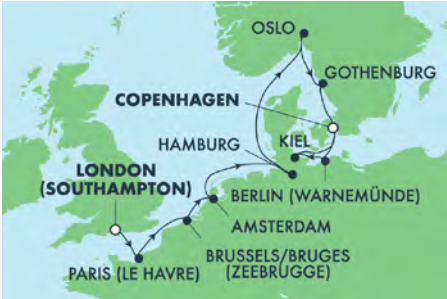 OSLO
GOTHENBURG
COPENHAGEN
HAMBURG
KIEL
LONDON
(SOUTHAMPTON)
BERLIN (WARNEMÜNDE)
AMSTERDAM
PARIS (LE HAVRE)
BRUSSELS/BRUGES
(ZEEBRUGGE)